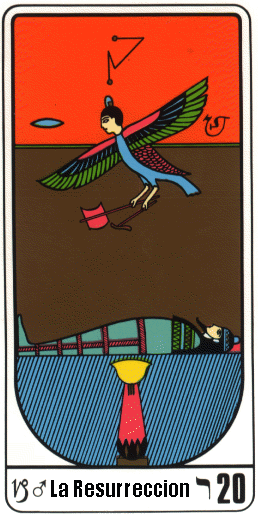 ♑♂ La Resurreccion ר 20